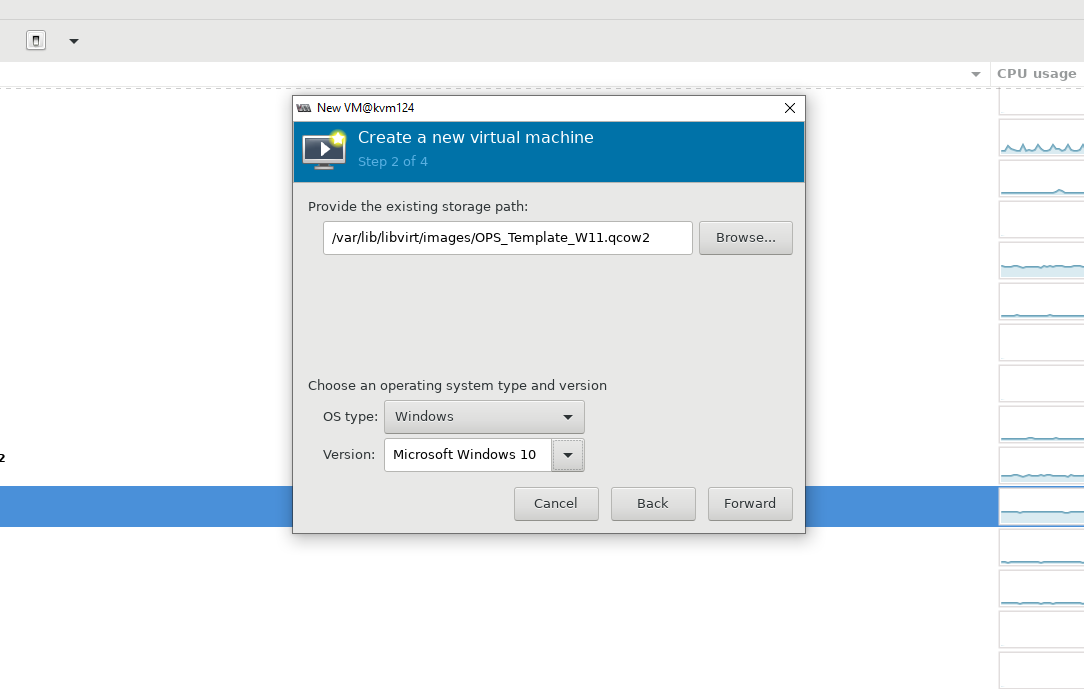 CPU usage
New VM@kvm124
Create a new virtual machine
Step 2 of 4
Provide the existing storage path:
/var/lib/libvirt/images/OPS_Template_W11.qcow2
Browse...
Choose an operating system type and version
OS type:
Windows
Version:
Microsoft Windows 10
2
Cancel
Back
Forward